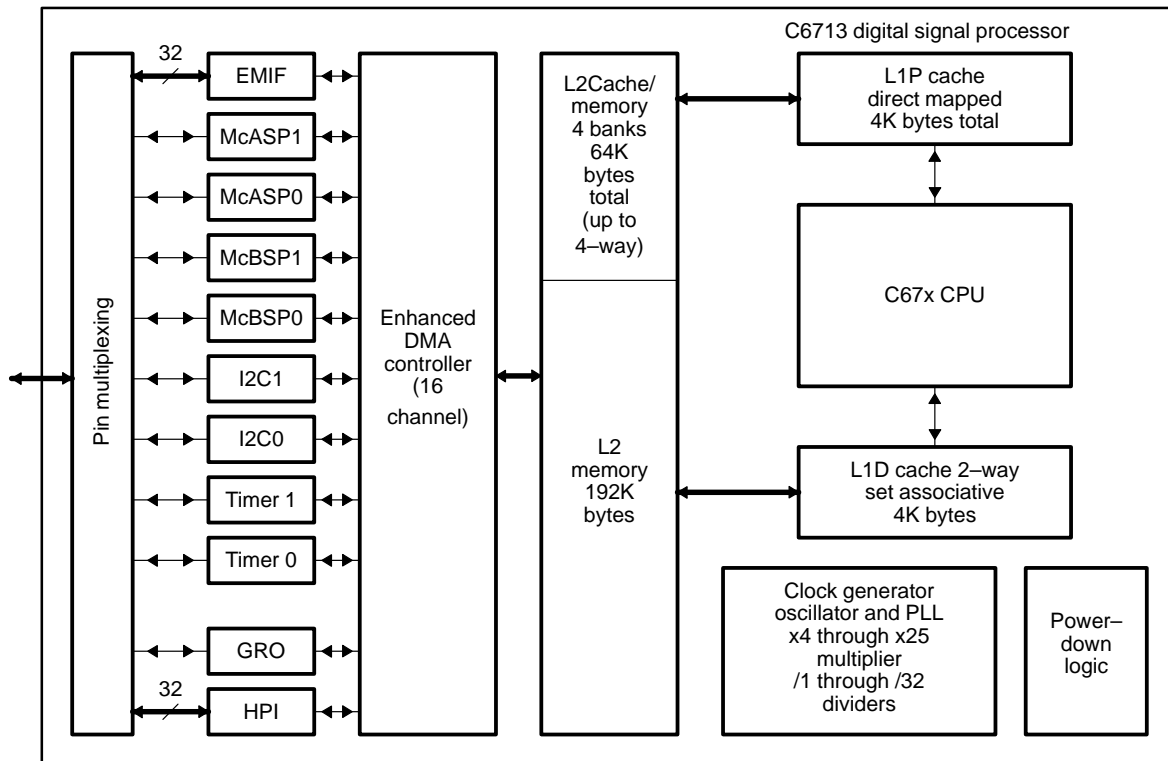 C6713 digital signal processor
Pin multiplexing
32
EMIF
McASP1
McASP0
McBSP1
McBSP0
I2C1
I2C0
Timer 1
Timer 0
GRO
32
HPI
Enhanced
DMA
controller
(16
channel)
L2Cache/
memory
4 banks
64K
bytes
total
(up to
4–way)
L2
memory
192K
bytes
L1P cache
direct mapped
4K bytes total
C67x CPU
L1D cache 2–way
set associative
4K bytes
Clock generator
oscillator and PLL
x4 through x25
multiplier
/1 through /32
dividers
Power–
down
logic